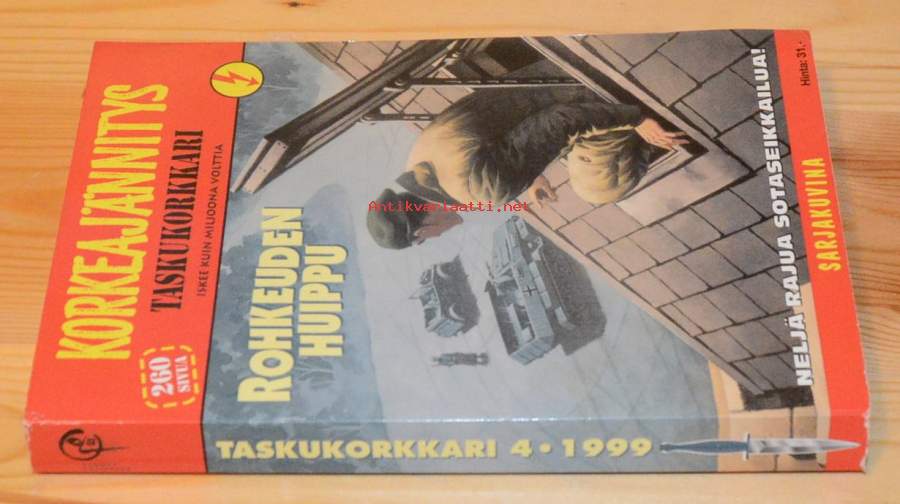 KORKEAJÄNNITYS
TASKUKORKKARI
ISKEE KUIN MILJOONA VOLTTIA
260
SIVUA
ROHKEUDEN
HUIPPU
Antikvariaatti.net
NELJÄ RAJUA SOTASEIKKAILUA!
SARJAKUVINA
Hinta: 31,-
TASKUKORKKARI 4 • 1999